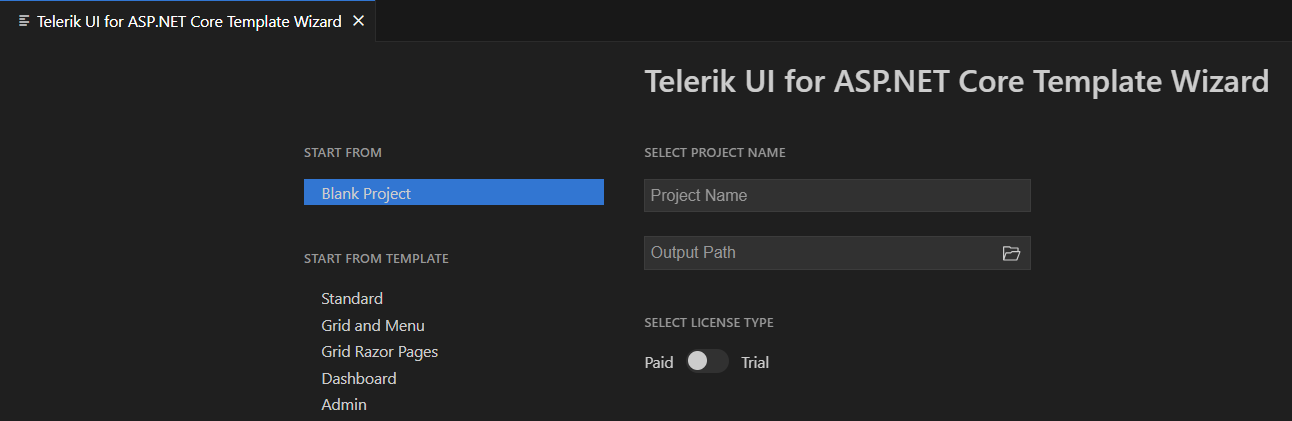 Telerik UI for ASP.NET Core Template Wizard
Telerik UI for ASP.NET Core Template Wizard
START FROM
Blank Project
START FROM TEMPLATE
Standard
Grid and Menu
Grid Razor Pages
Dashboard
Admin
SELECT PROJECT NAME
Project Name
Output Path
SELECT LICENSE TYPE
Paid Trial